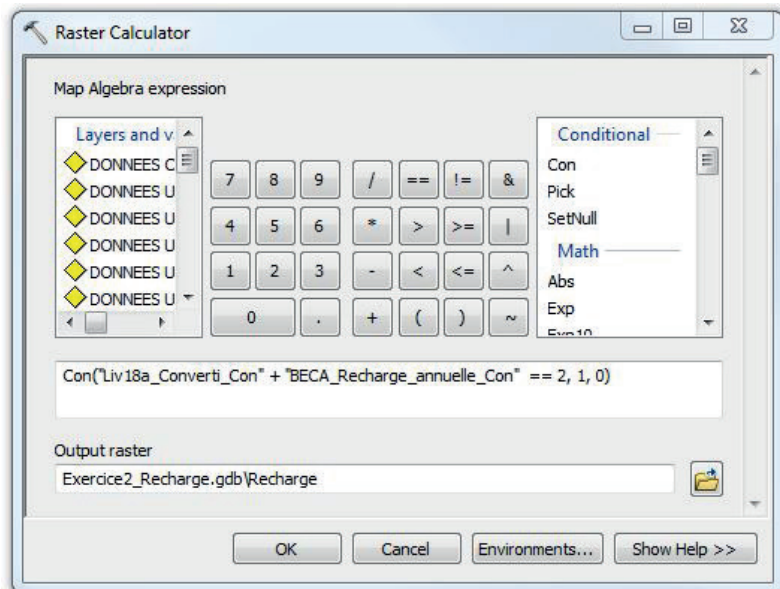 Raster Calculator
Map Algebra expression
Layers and v
DONNEES C
DONNEES U
DONNEES U
DONNEES U
DONNEES U
DONNEES U
7 8 9 / == != &
4 5 6 * > >= |
1 2 3 - < <= ^
0 . + ( ) ~
Conditional
Con
Pick
SetNull
Math
Abs
Exp
Exp10
Con("Liv18a_Converti_Con" + "BECA_Recharge_annuelle_Con" == 2, 1, 0)
Output raster
Exercice2_Recharge.gdb\Recharge
OK Cancel Environments... Show Help >>